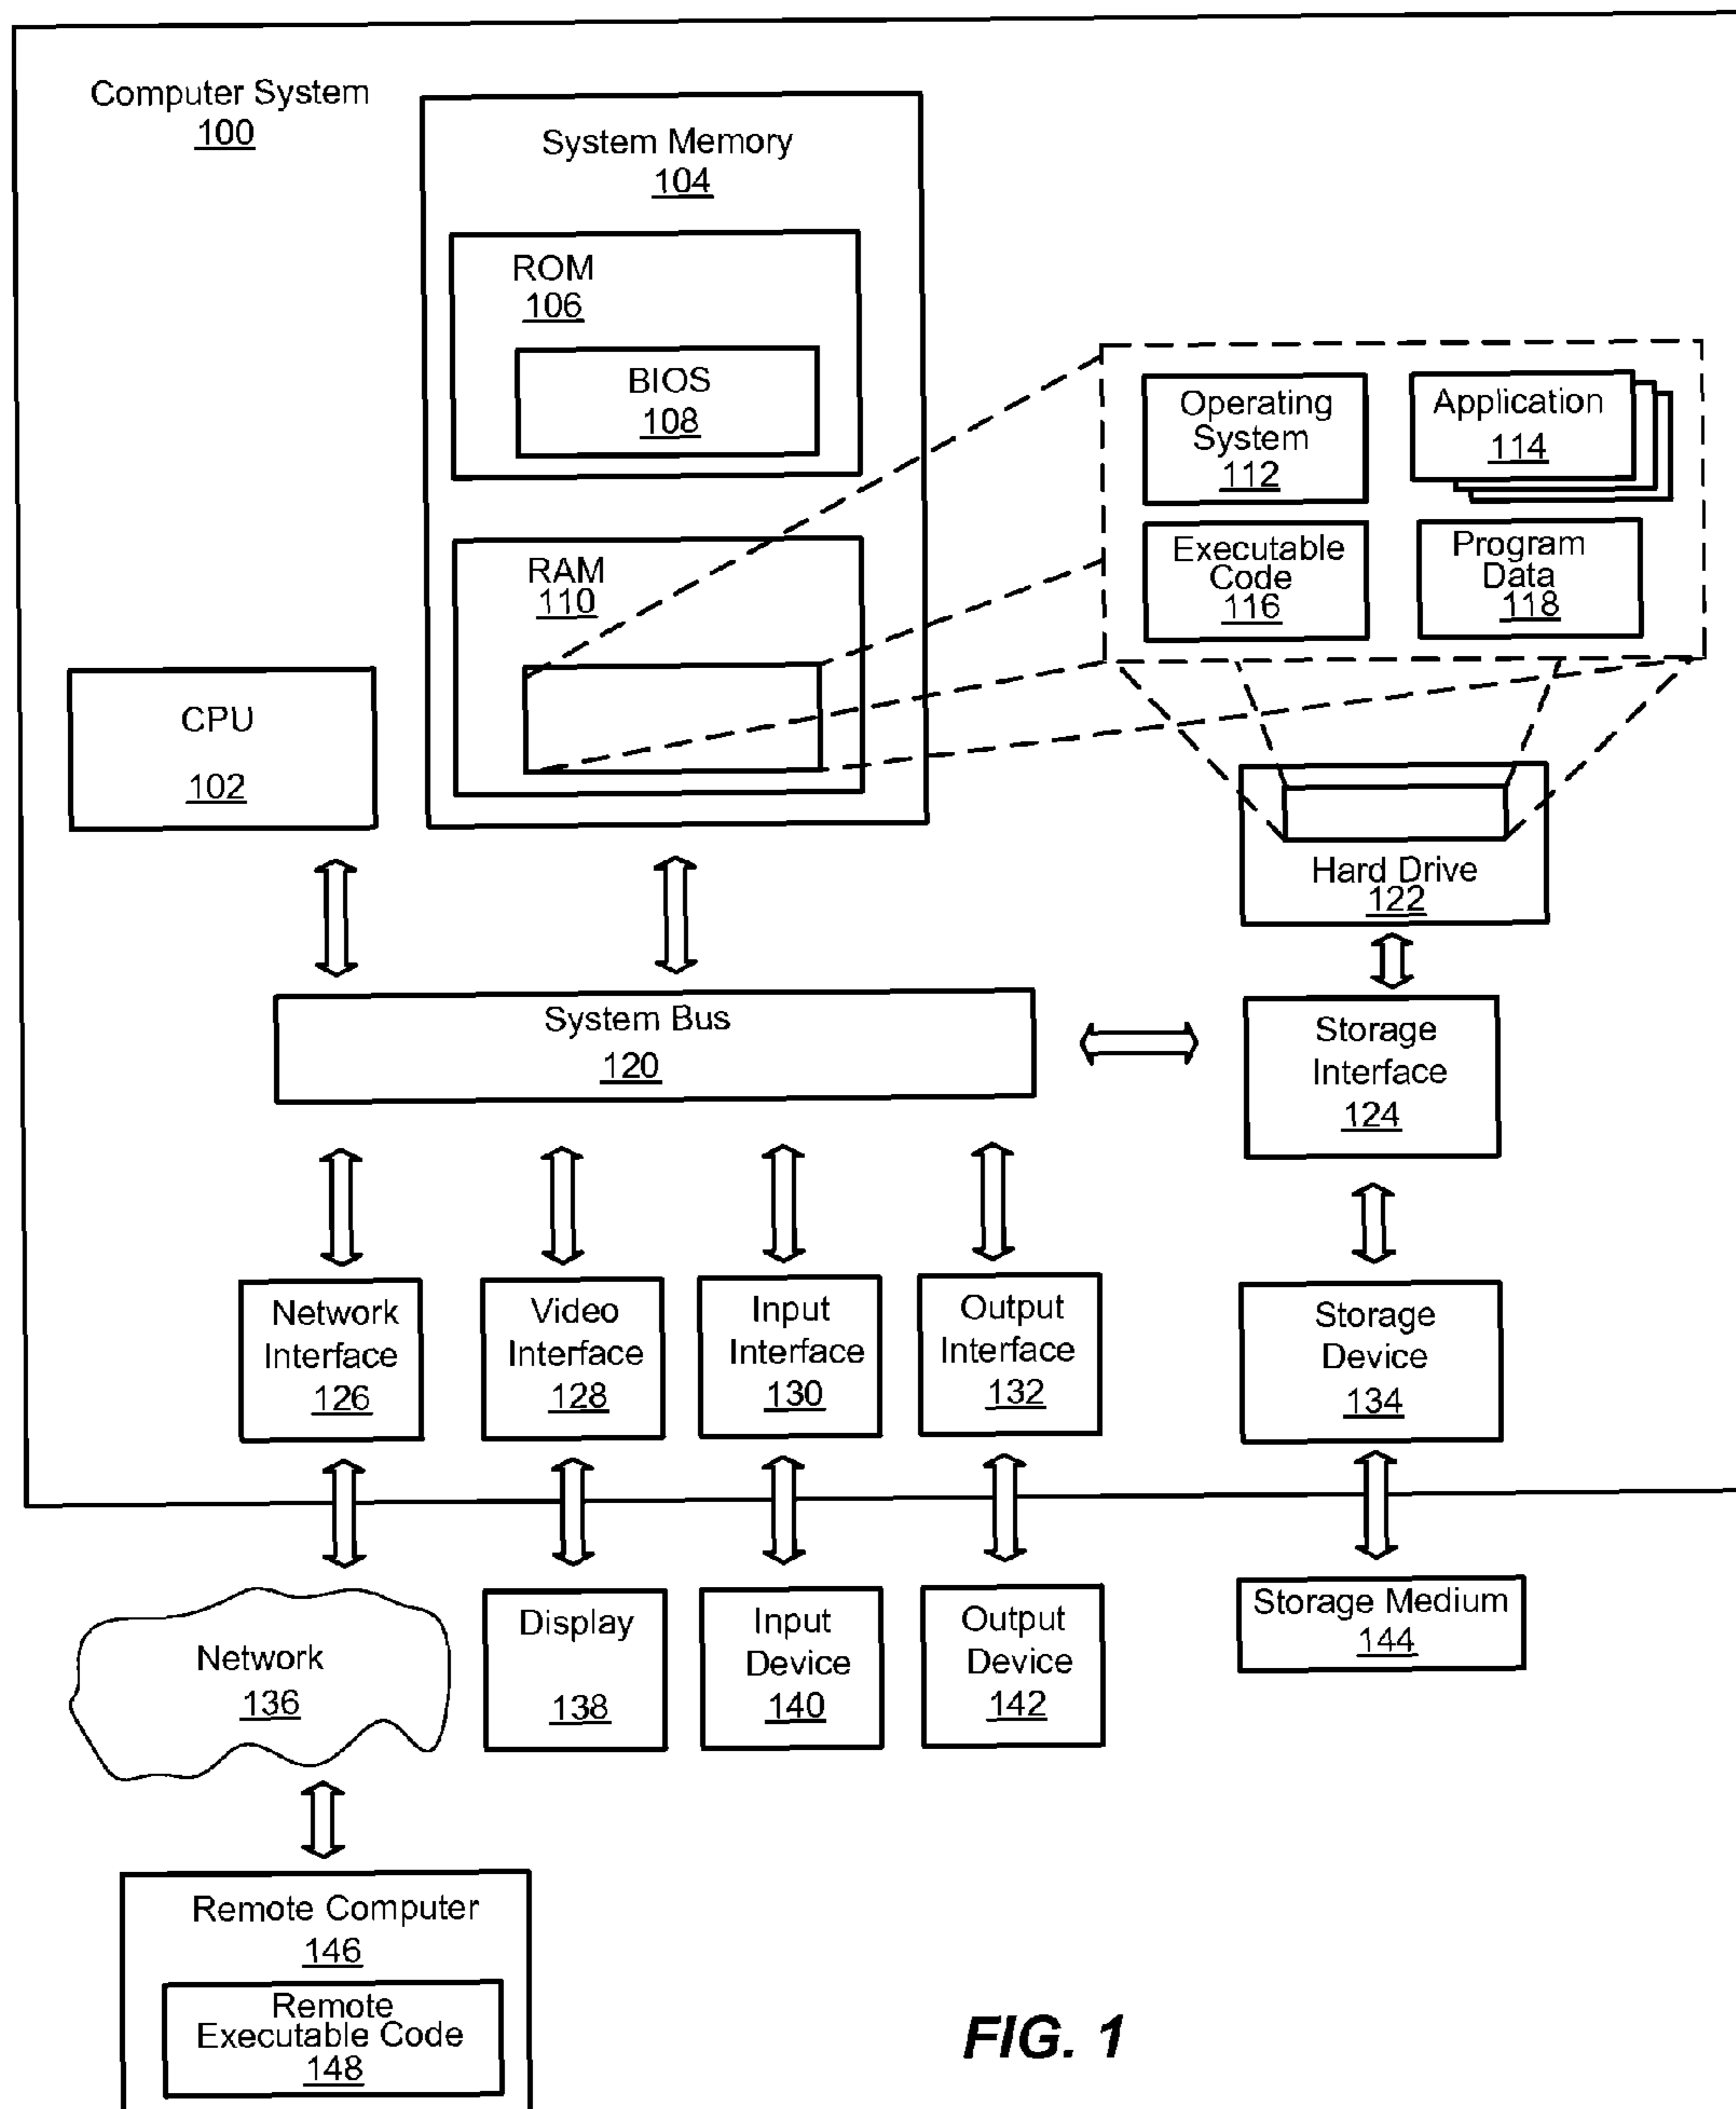 Computer System
100
System Memory
104
ROM
106
BIOS
108
RAM
110
Operating
System
112
Application
114
Executable
Code
116
Program
Data
118
CPU
102
Hard Drive
122
System Bus
120
Storage
Interface
124
Network
Interface
126
Video
Interface
128
Input
Interface
130
Output
Interface
132
Storage
Device
134
Network
136
Display
138
Input
Device
140
Output
Device
142
Storage Medium
144
Remote Computer
146
Remote
Executable Code
148
FIG. 1